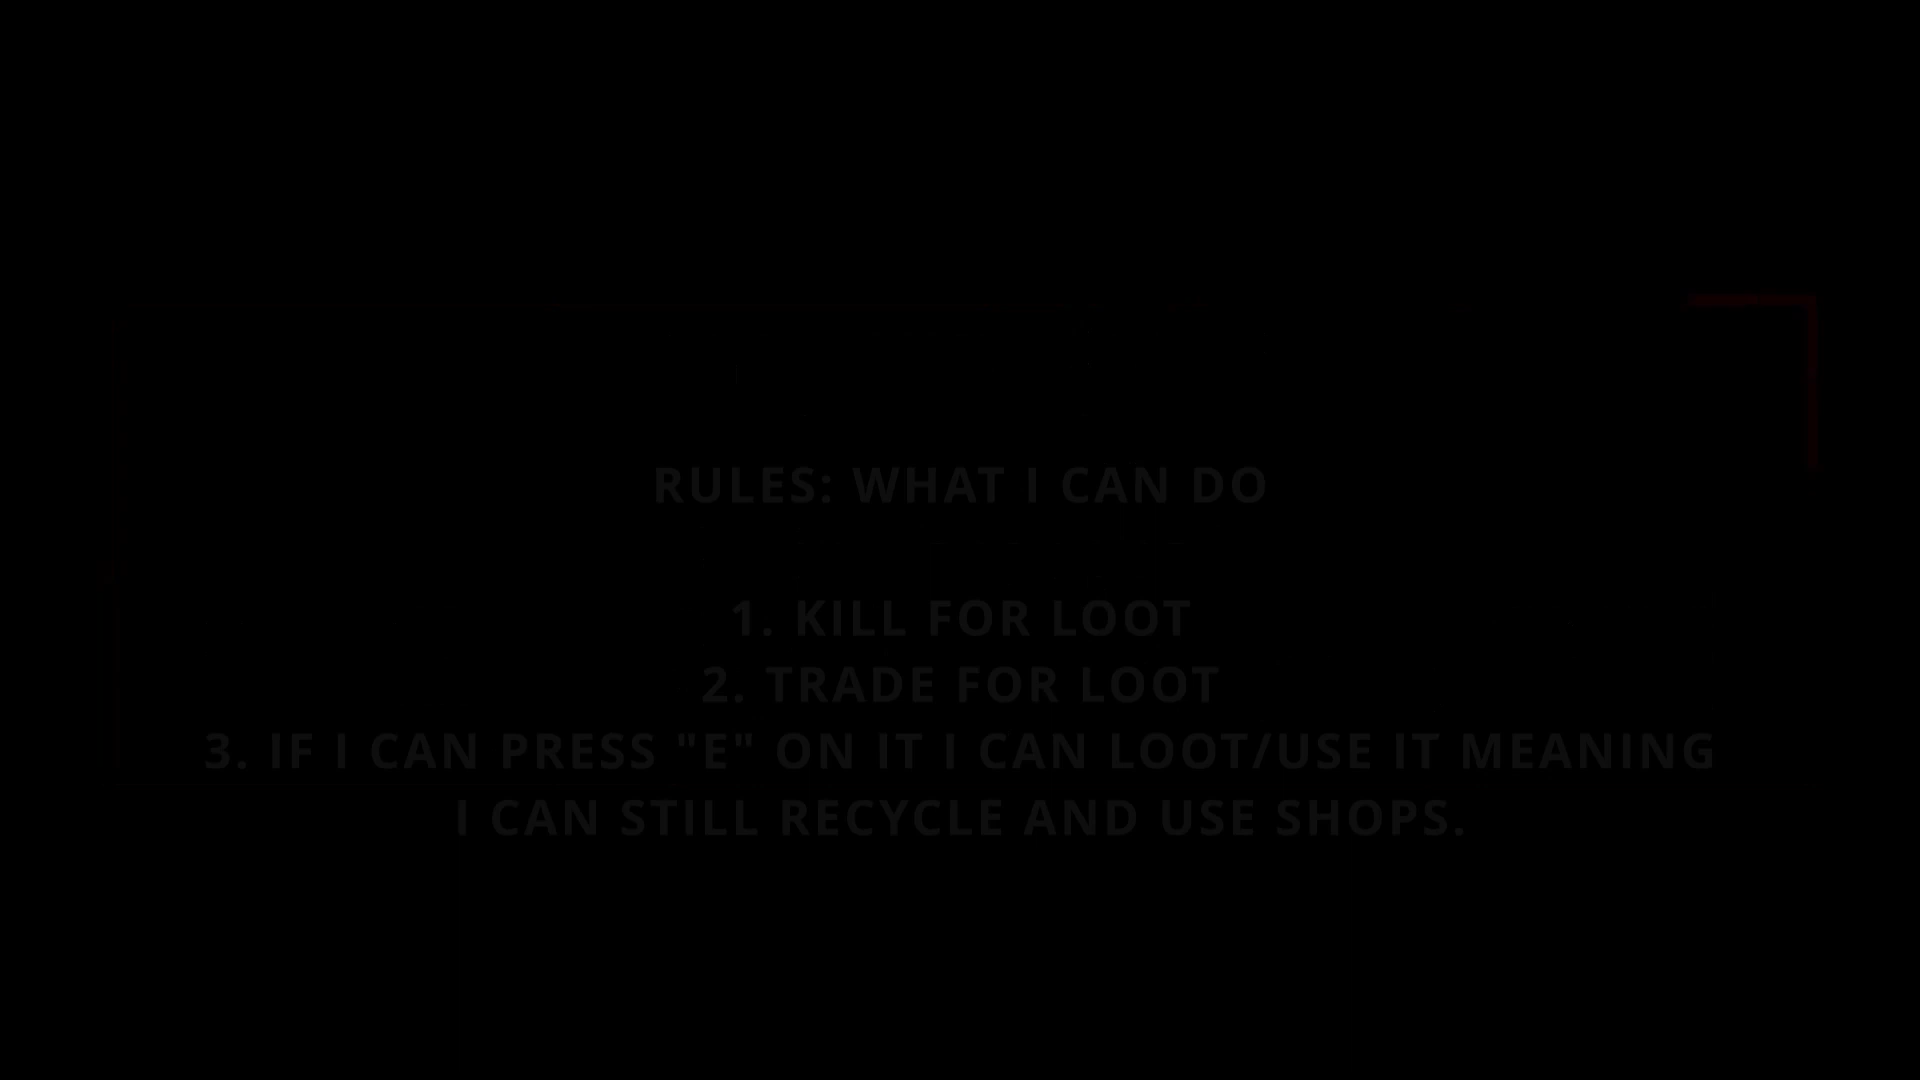 RULES: WHAT I CAN DO
1. KILL FOR LOOT
2. TRADE FOR LOOT
3. IF I CAN PRESS "E" ON IT I CAN LOOT/USE IT MEANING
I CAN STILL RECYCLE AND USE SHOPS.